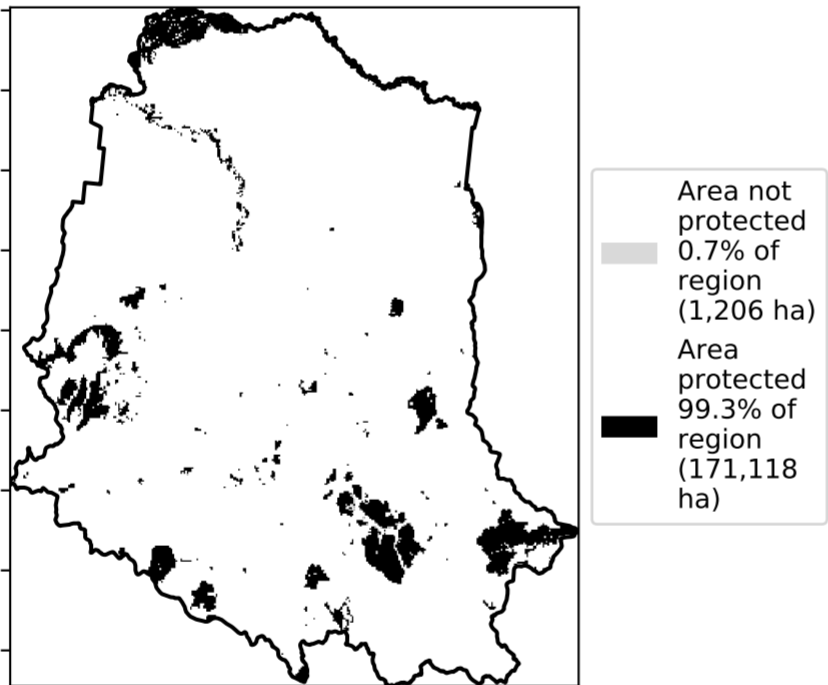 Area not
protected
0.7% of
region
(1,206 ha)
Area
protected
99.3% of
region
(171,118
ha)